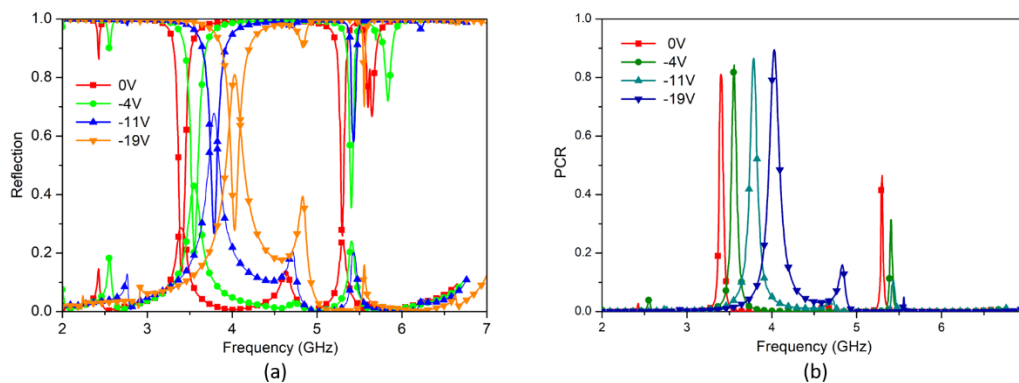 1.0
0.8
0.6
0.4
0.2
0.0
Reflection
0V
-4V
-11V
-19V
2 3 4 5 6 7
Frequency (GHz)
(a)
1.0
0.8
0.6
0.4
0.2
0.0
PCR
0V
-4V
-11V
-19V
2 3 4 5 6
Frequency (GHz)
(b)